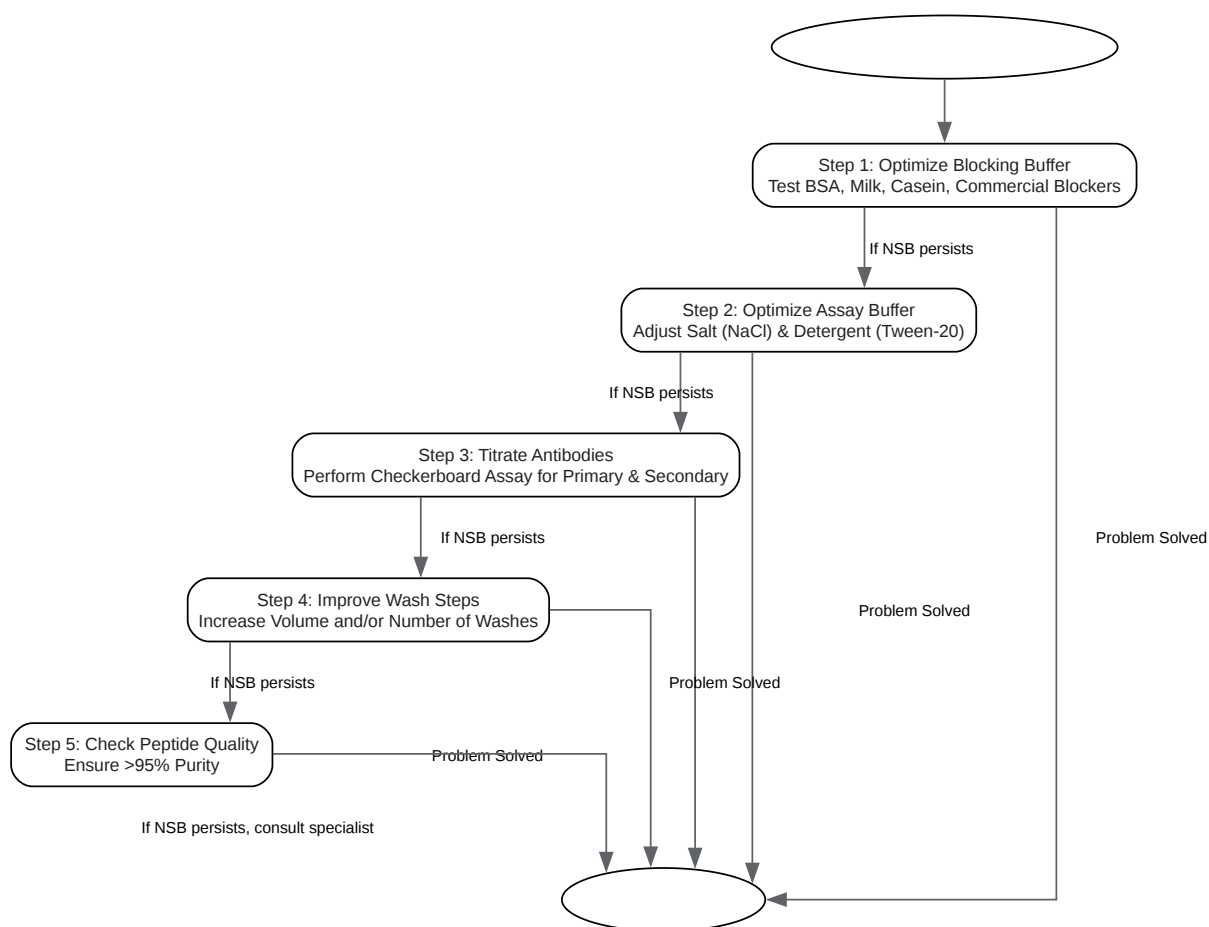 Step 1: Optimize Blocking Buffer
Test BSA, Milk, Casein, Commercial Blockers
If NSB persists
Step 2: Optimize Assay Buffer
Adjust Salt (NaCl) & Detergent (Tween-20)
If NSB persists
Step 3: Titrate Antibodies
Perform Checkerboard Assay for Primary & Secondary
If NSB persists
Problem Solved
Step 4: Improve Wash Steps
Increase Volume and/or Number of Washes
Problem Solved
If NSB persists
Problem Solved
Step 5: Check Peptide Quality
Ensure >95% Purity
Problem Solved
If NSB persists, consult specialist